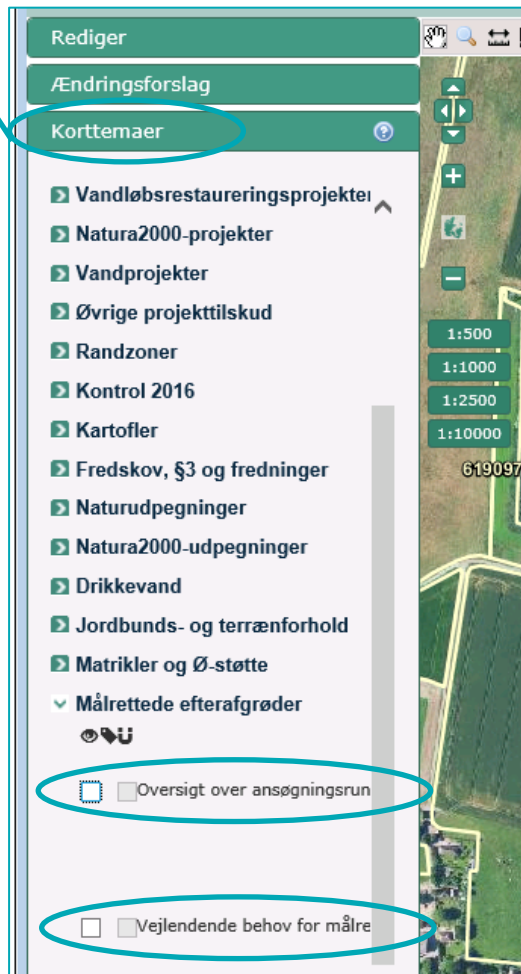 Rediger
Ændringsforslag
Korttemaer
?
Vandløbsrestaureringsprojekter
Natura2000-projekter
Vandprojekter
Øvrige projekttilskud
Randzoner
Kontrol 2016
Kartofler
Fredskov, §3 og fredninger
Naturudpegninger
Natura2000-udpegninger
Drikkevand
Jordbunds- og terrænforhold
Matrikler og Ø-støtte
Målrettede efterafgrøder
Oversigt over ansøgningsrun
Vejlendende behov for målre
1:500
1:1000
1:2500
1:10000
619097